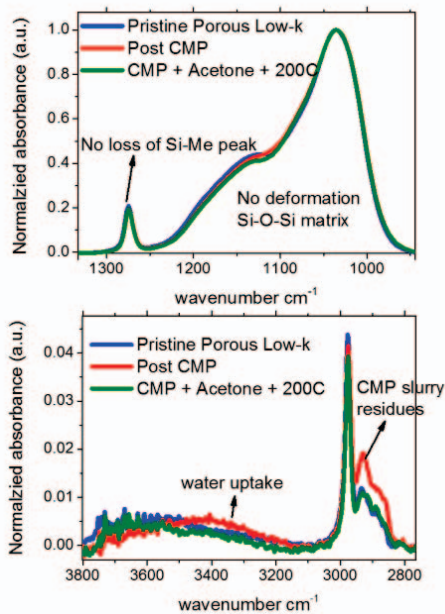 Normalzied absorbance (a.u.)
1.0
0.8
0.6
0.4
0.2
0.0
Pristine Porous Low-k
Post CMP
CMP + Acetone + 200C
No loss of Si-Me peak
No deformation
Si-O-Si matrix
1300 1200 1100 1000
wavenumber cm⁻¹
Normalzied absorbance (a.u.)
0.04
0.03
0.02
0.01
0.00
Pristine Porous Low-k
Post CMP
CMP + Acetone + 200C
CMP slurry
residues
water uptake
3800 3600 3400 3200 3000 2800
wavenumber cm⁻¹